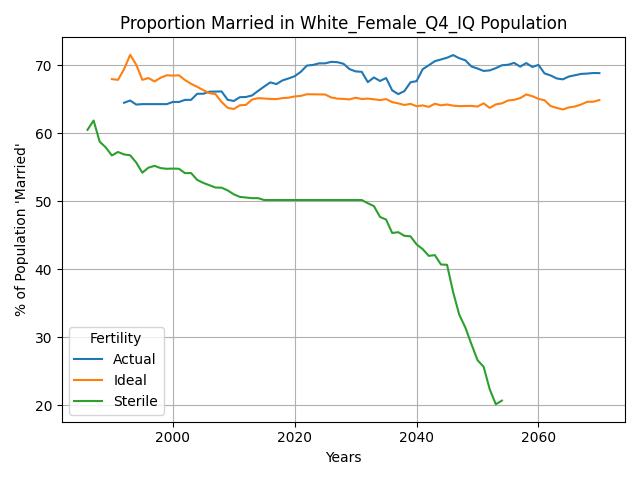 Proportion Married in White_Female_Q4_IQ Population
% of Population 'Married'
70
60
50
40
30
20
Fertility
Actual
Ideal
Sterile
2000 2020 2040 2060
Years